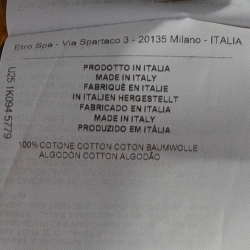 Etro Spa - Via Spartaco 3 - 20135 Milano - ITALIA
PRODOTTO IN ITALIA
MADE IN ITALY
FABRIQUÉ EN ITALIE
IN ITALIEN HERGESTELLT
FABRICADO EN ITALIA
MADE IN ITALY
PRODUZIDO EM ITÁLIA
100% COTONE COTTON COTON BAUMWOLLE
ALGODON COTTON ALGODÃO
U25 1K094 5779